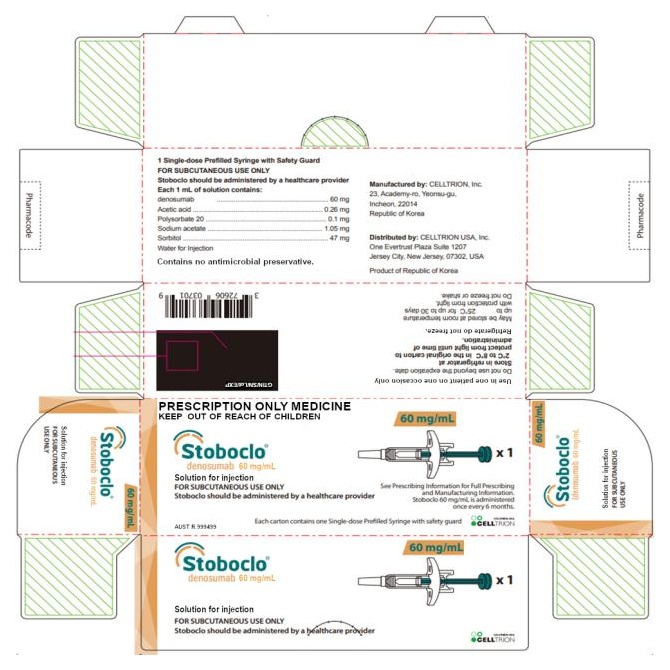 Pharmacode
1 Single-dose Prefilled Syringe with Safety Guard
FOR SUBCUTANEOUS USE ONLY
Stoboclo should be administered by a healthcare provider
Each 1 mL of solution contains:
denosumab ........ 60 mg
Acetic acid ........ 0.26 mg
Polysorbate 20 ........ 0.1 mg
Sodium acetate ........ 1.05 mg
Sorbitol ........ 47 mg
Water for Injection
Contains no antimicrobial preservative.
Manufactured by: CELLTRION, Inc.
23, Academy-ro, Yeonsu-gu,
Incheon, 22014
Republic of Korea
Distributed by: CELLTRION USA, Inc.
One Evertrust Plaza Suite 1207
Jersey City, New Jersey, 07302, USA
Product of Republic of Korea
Pharmacode
Use in one patient on one occasion only
Do not use beyond the expiration date.
Store in refrigerator at
2°C to 8°C in the original carton to
protect from light until time of
administration.
Refrigerate do not freeze.
May be stored at room temperature
up to 25°C for up to 30 days
with protection from light.
Do not freeze or shake.
GTIN/SN/Lot/EXP
3 72606 03701 9
60 mg/mL
Stoboclo®
denosumab 60 mg/mL
Solution for injection
FOR SUBCUTANEOUS
USE ONLY
PRESCRIPTION ONLY MEDICINE
KEEP OUT OF REACH OF CHILDREN
60 mg/mL
Stoboclo®
denosumab 60 mg/mL
x 1
Solution for injection
FOR SUBCUTANEOUS USE ONLY
Stoboclo should be administered by a healthcare provider
See Prescribing Information for Full Prescribing
and Manufacturing Information.
Stoboclo 60 mg/mL is administered
once every 6 months.
AUST R 999499
Each carton contains one Single-dose Prefilled Syringe with safety guard
CELLTRION
60 mg/mL
Stoboclo®
denosumab 60 mg/mL
Solution for injection
FOR SUBCUTANEOUS
USE ONLY
60 mg/mL
Stoboclo®
denosumab 60 mg/mL
x 1
Solution for injection
FOR SUBCUTANEOUS USE ONLY
Stoboclo should be administered by a healthcare provider
CELLTRION